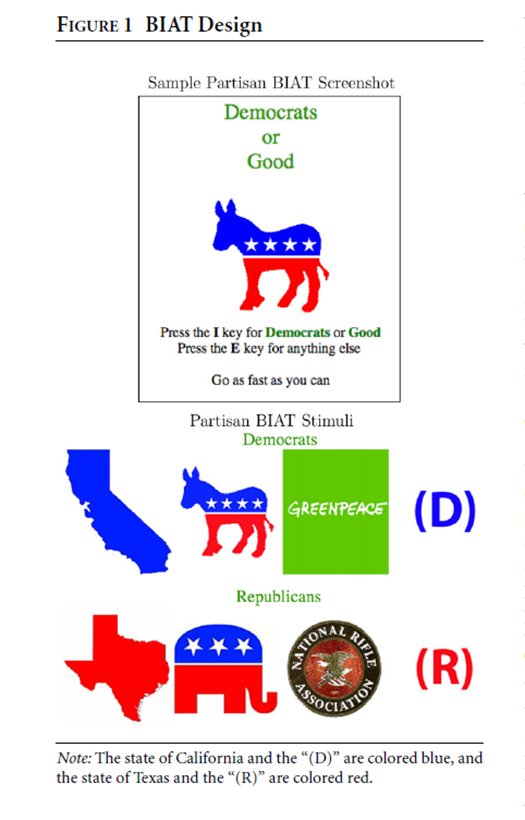 FIGURE 1 BIAT Design
Sample Partisan BIAT Screenshot
Democrats
or
Good
Press the I key for Democrats or Good
Press the E key for anything else
Go as fast as you can
Partisan BIAT Stimuli
Democrats
GREENPEACE
(D)
Republicans
NATIONAL RIFLE
ASSOCIATION
(R)
Note: The state of California and the “(D)” are colored blue, and
the state of Texas and the “(R)” are colored red.